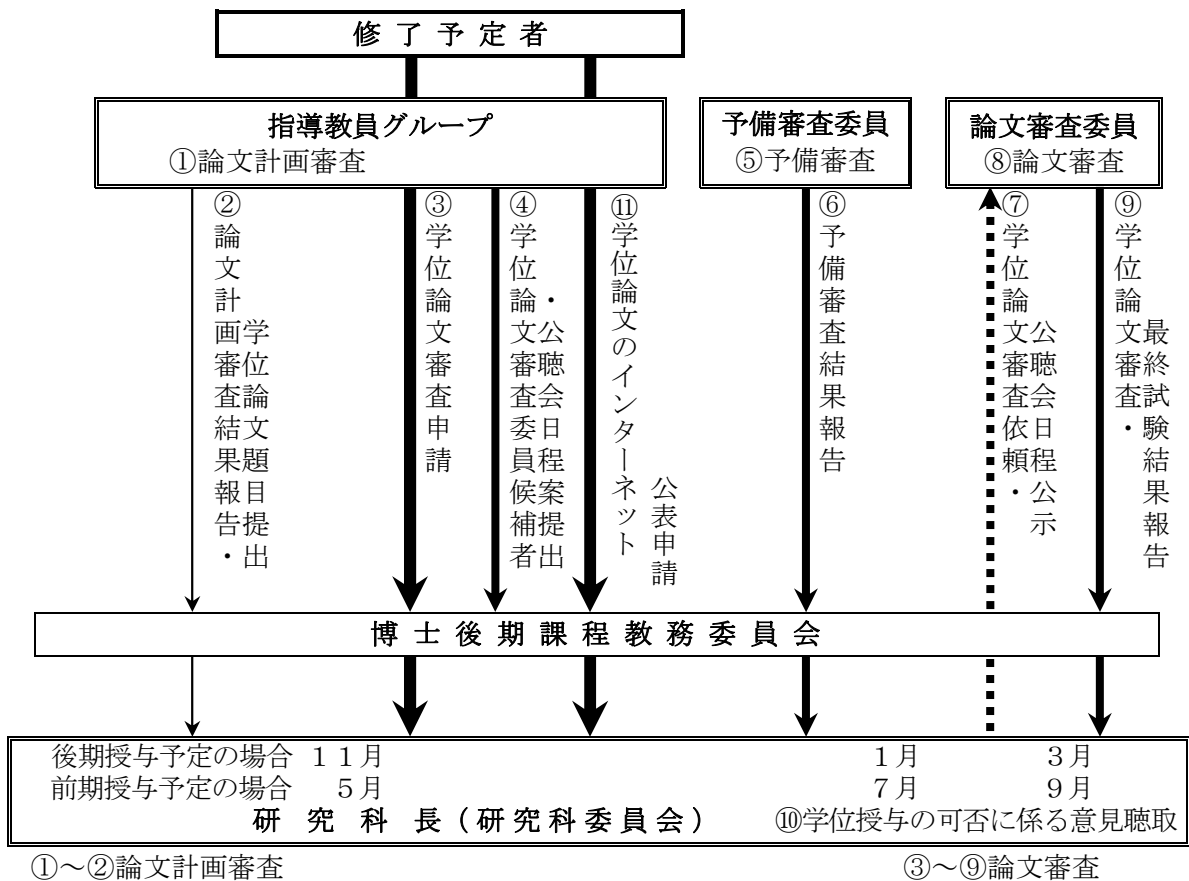 修了予定者
指導教員グループ
①論文計画審査
予備審査委員
⑤予備審査
論文審査委員
⑧論文審査
②論文計画審査結果報告・
学位論文題目提出
③学位論文審査申請
④学位論文審査委員候補者
・公聴会日程案提出
⑪学位論文のインターネット
公表申請
⑥予備審査結果報告
⑦学位論文審査依頼・
公聴会日程公示
⑨学位論文審査・
最終試験結果報告
博士後期課程教務委員会
後期授与予定の場合 11月 1月 3月
前期授与予定の場合 5月 7月 9月
研究科長(研究科委員会) ⑩学位授与の可否に係る意見聴取
①~②論文計画審査 ③~⑨論文審査